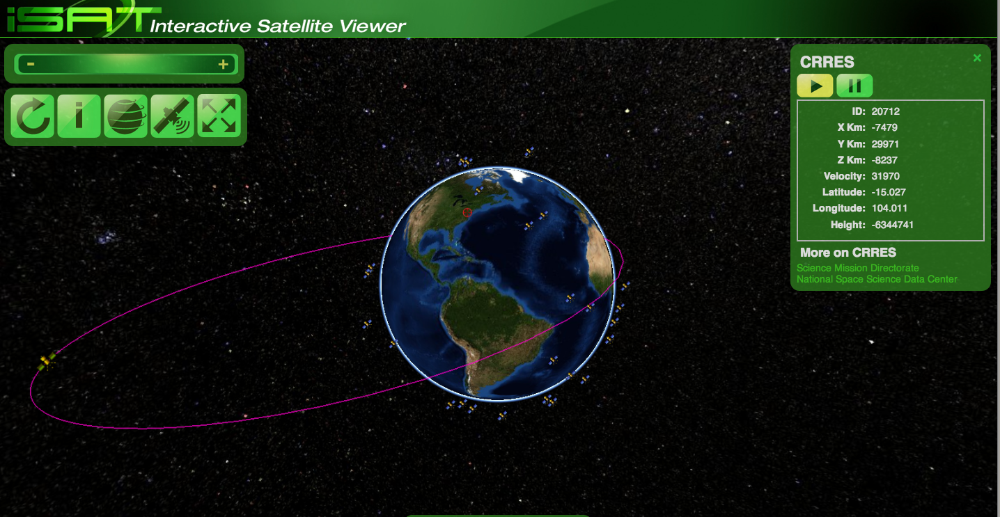 iSAT Interactive Satellite Viewer
- +
i
CRRES ×
ID: 20712
X Km: -7479
Y Km: 29971
Z Km: -8237
Velocity: 31970
Latitude: -15.027
Longitude: 104.011
Height: -6344741
More on CRRES
Science Mission Directorate
National Space Science Data Center